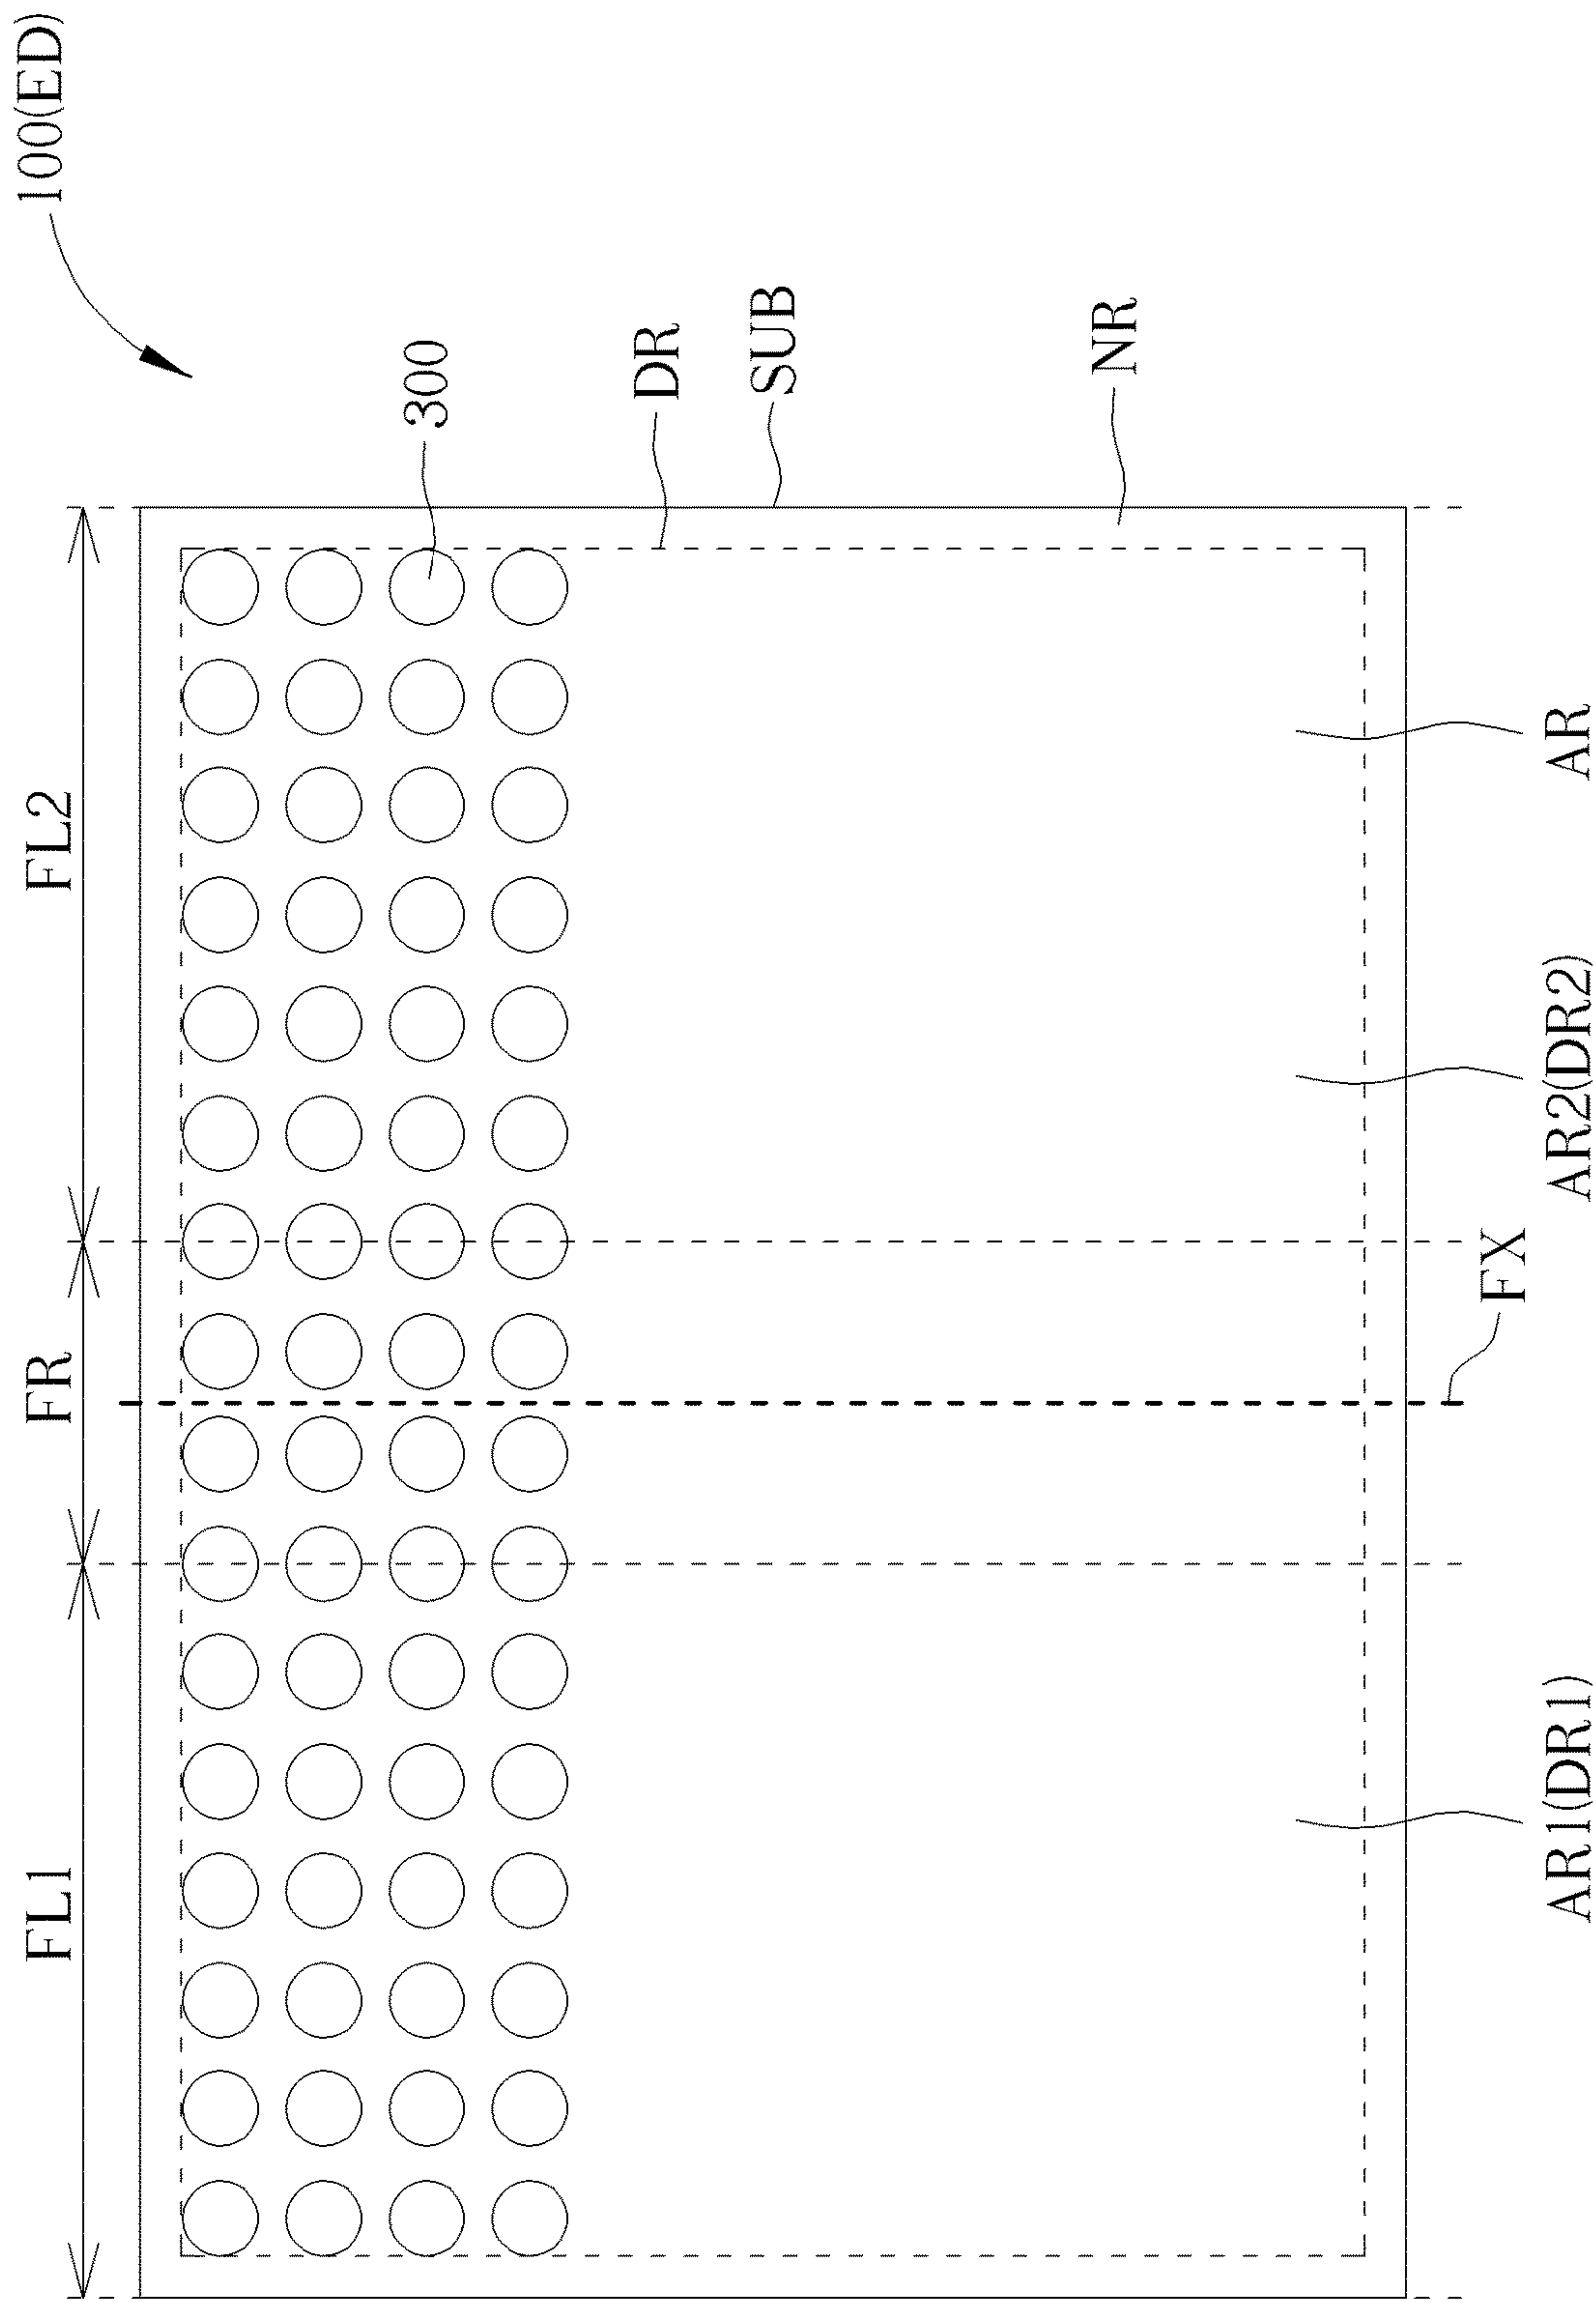 100(ED)
FL1
FR
FL2
300
DR
SUB
NR
FX
AR1(DR1)
AR2(DR2)
AR